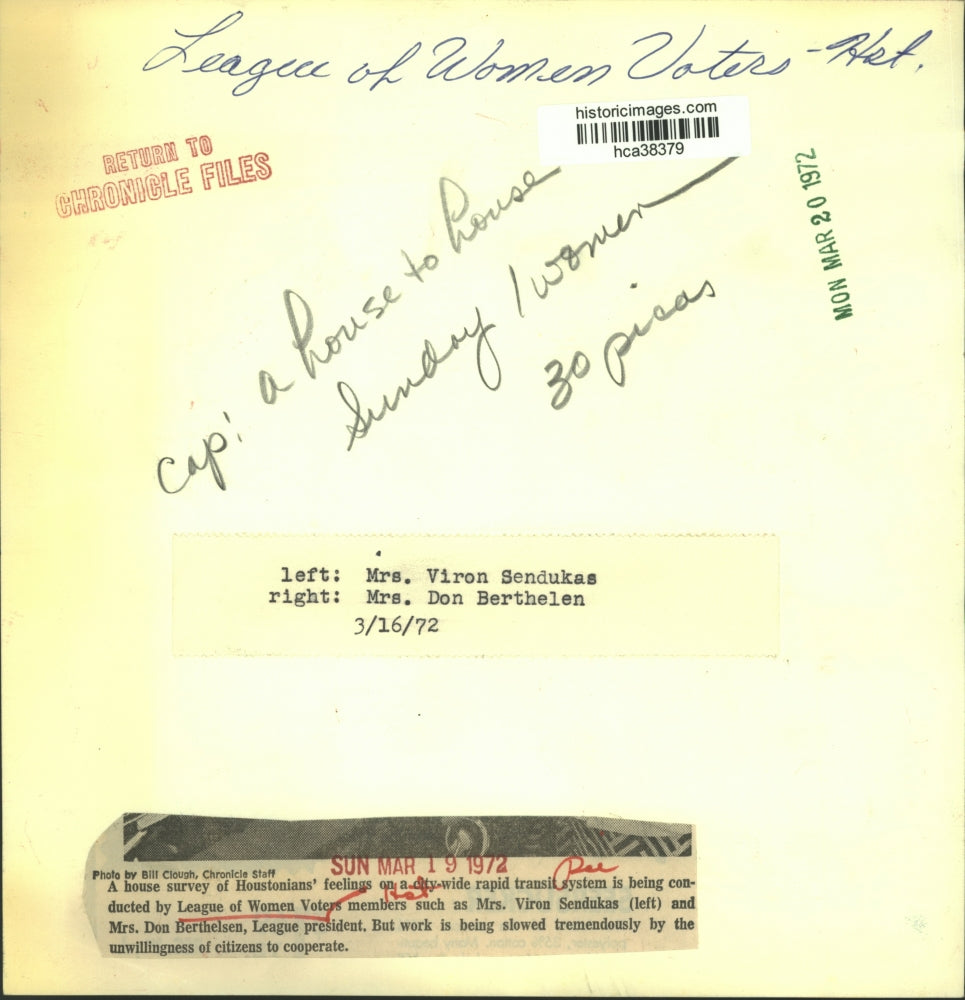 League of Women Voters - Hst.
historicimages.com
hca38379
RETURN TO
CHRONICLE FILES
MON MAR 20 1972
cap: a house to house
Sunday / women
30 picas
left: Mrs. Viron Sendukas
right: Mrs. Don Berthelen
3/16/72
SUN MAR 19 1972
Photo by Bill Clough, Chronicle Staff
A house survey of Houstonians' feelings on a city-wide rapid transit system is being con-
ducted by League of Women Voters members such as Mrs. Viron Sendukas (left) and
Mrs. Don Berthelsen, League president. But work is being slowed tremendously by the
unwillingness of citizens to cooperate.
Hst